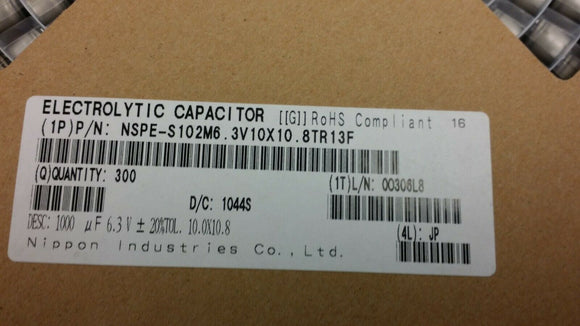 ELECTROLYTIC CAPACITOR [[G]] RoHS Compliant 16
(1P)P/N: NSPE-S102M6.3V10X10.8TR13F
(Q)QUANTITY: 300
(1T)L/N: 00306L8
D/C: 1044S
DESC: 1000 μF 6.3 V ± 20%TOL. 10.0X10.8
(4L): JP
Nippon Industries Co., Ltd.